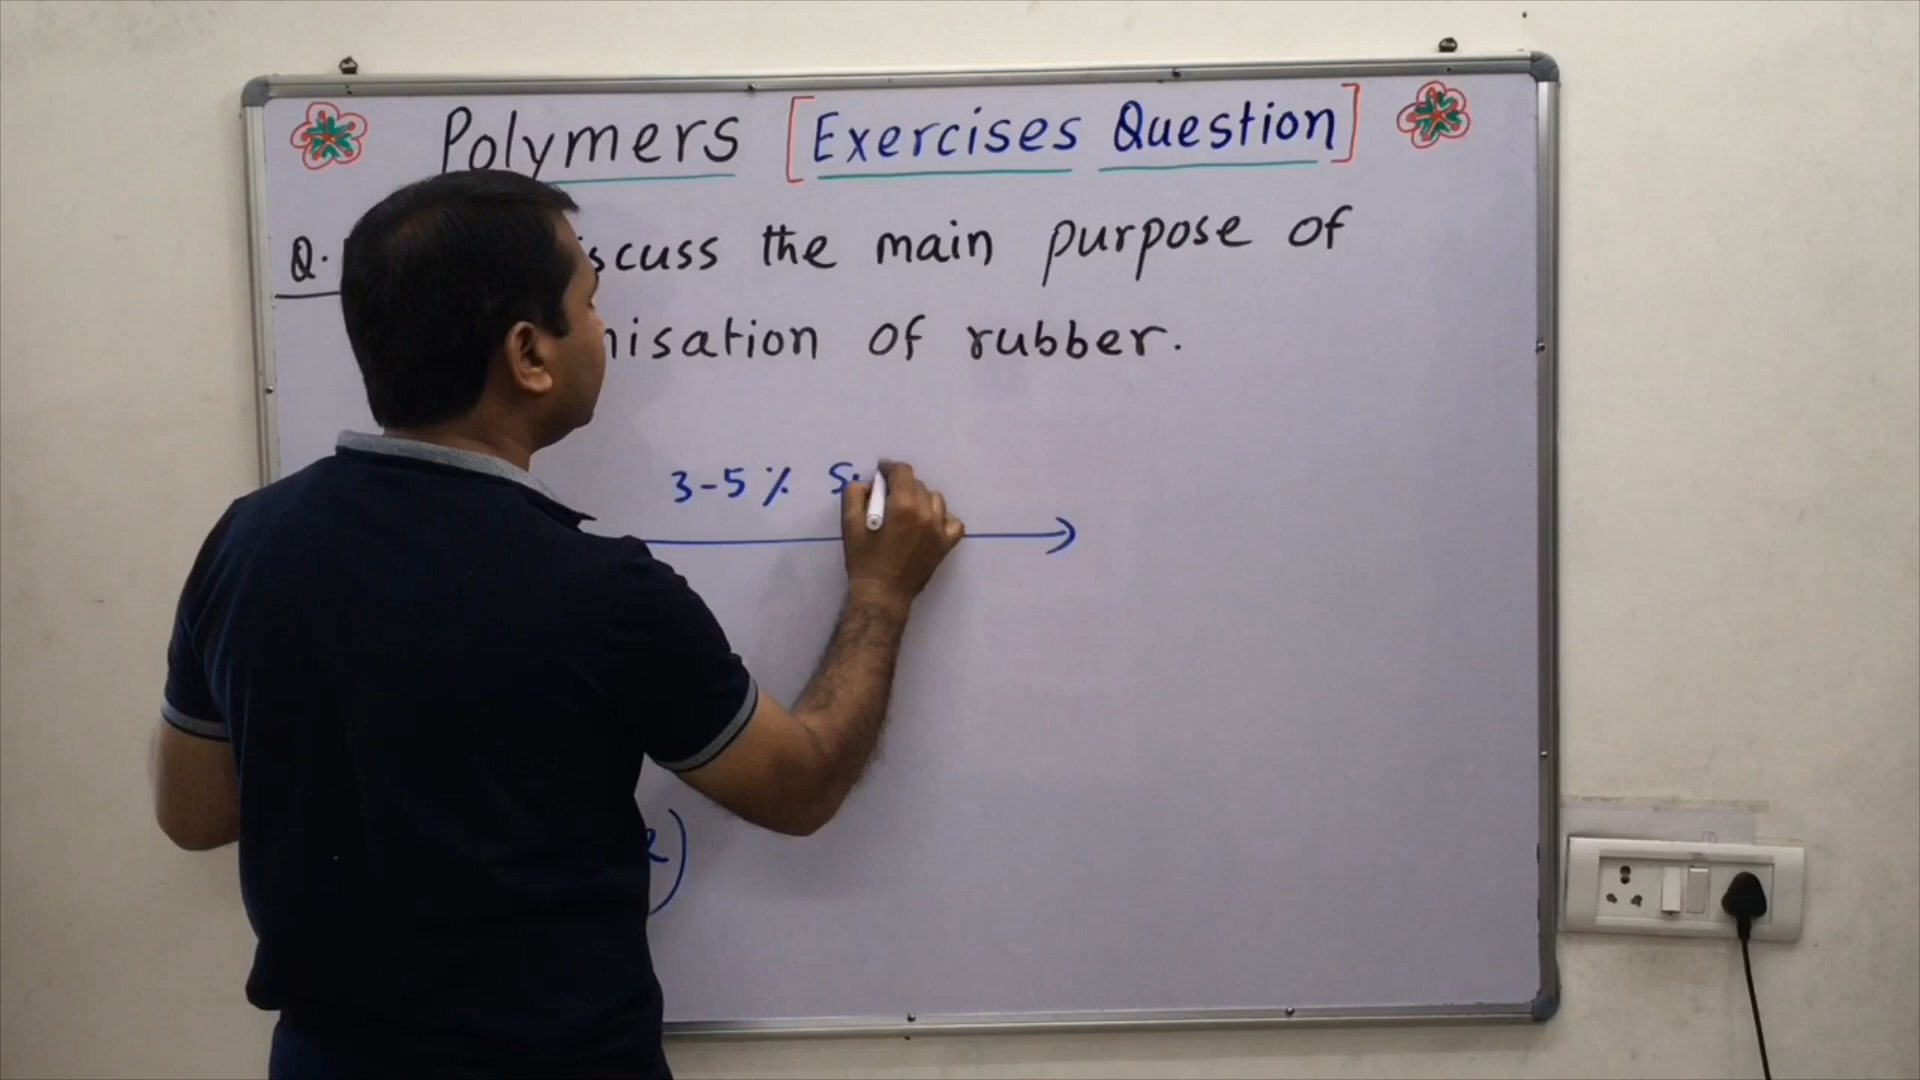 Polymers [Exercises Question]
Q. scuss the main purpose of
nisation of rubber.
3-5% S
)